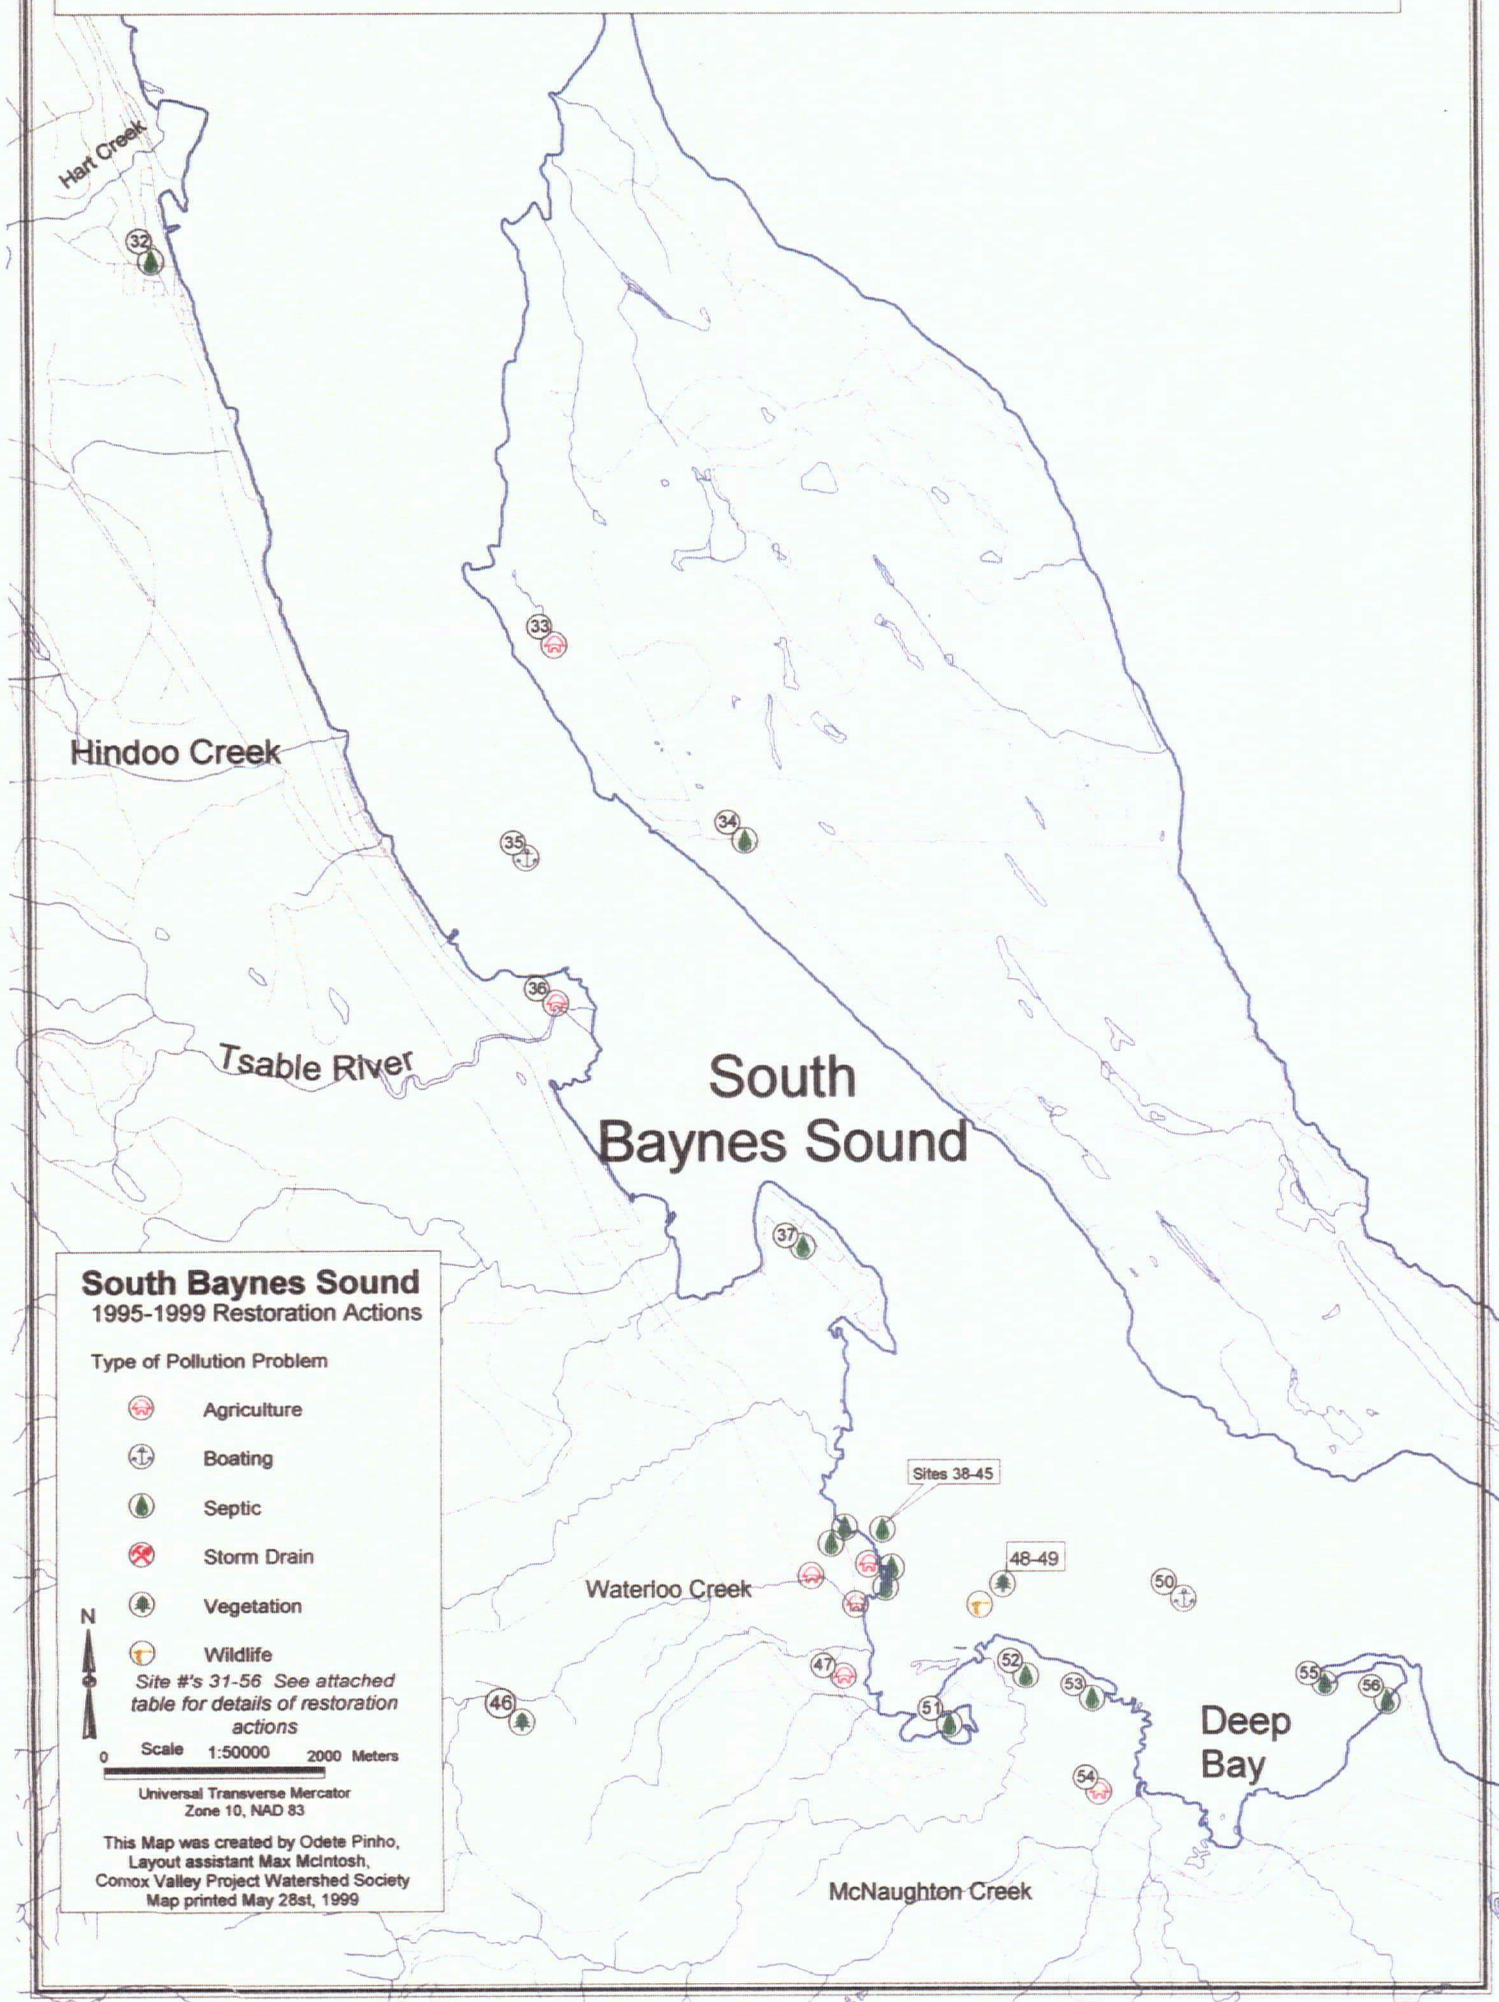 Hart Creek
32
33
Hindoo Creek
34
35
36
Tsable River
South
Baynes Sound
37
South Baynes Sound
1995-1999 Restoration Actions
Type of Pollution Problem
Agriculture
Boating
Septic
Storm Drain
Vegetation
Wildlife
N
Site #'s 31-56 See attached
table for details of restoration
actions
0 Scale 1:50000 2000 Meters
Universal Transverse Mercator
Zone 10, NAD 83
This Map was created by Odete Pinho,
Layout assistant Max McIntosh,
Comox Valley Project Watershed Society
Map printed May 28st, 1999
Sites 38-45
48-49
50
Waterloo Creek
47
46
52
53
51
55
56
Deep
Bay
54
McNaughton Creek